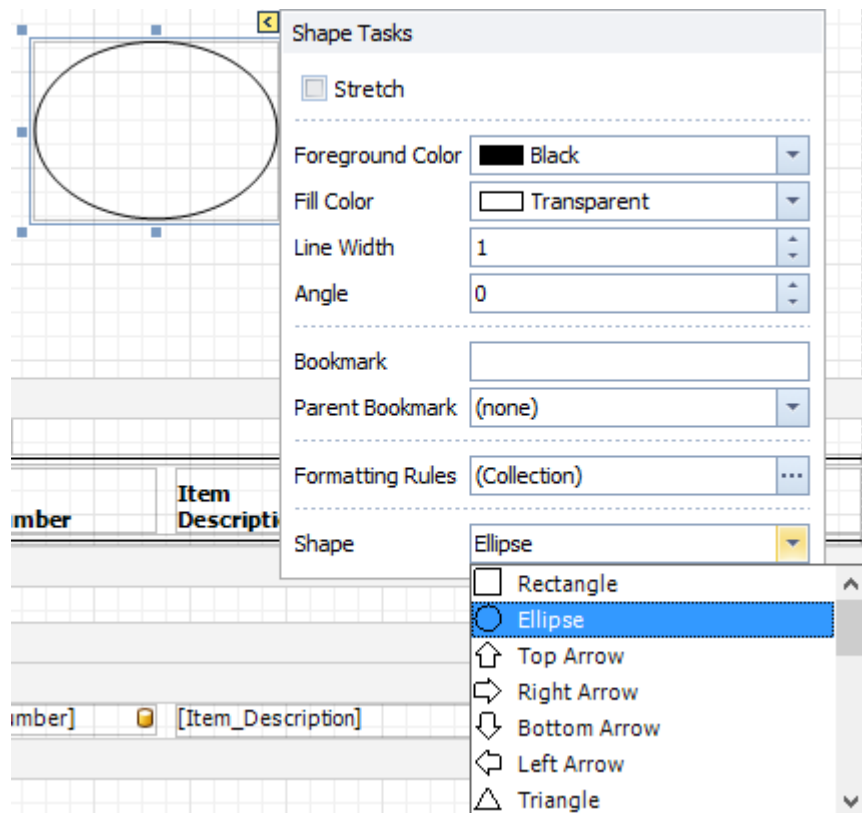 Shape Tasks
Stretch
Foreground Color Black
Fill Color Transparent
Line Width 1
Angle 0
Bookmark
Parent Bookmark (none)
Formatting Rules (Collection)
Item
umber Descripti
Shape Ellipse
Rectangle
Ellipse
Top Arrow
Right Arrow
umber] [Item_Description]
Bottom Arrow
Left Arrow
Triangle